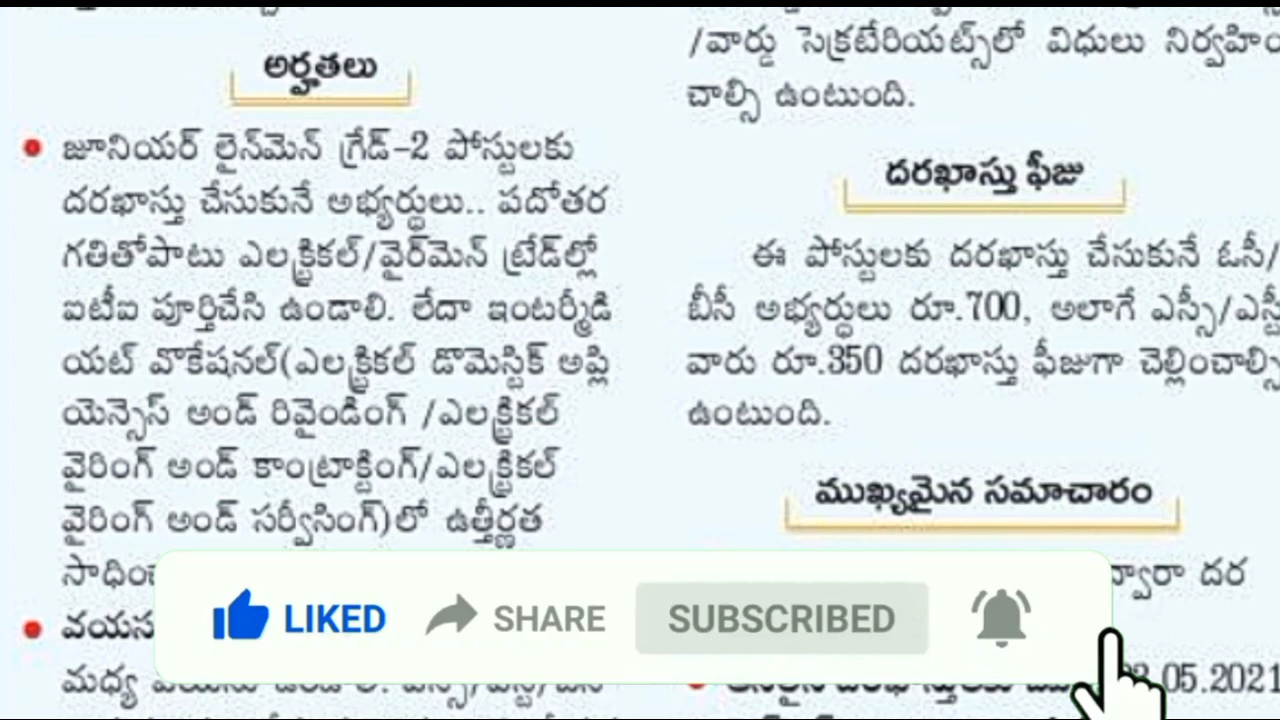 అర్హతలు
జూనియర్ లైన్‌మెన్ గ్రేడ్-2 పోస్టులకు
దరఖాస్తు చేసుకునే అభ్యర్థులు.. పదోతర
గతితోపాటు ఎలక్ట్రికల్/వైర్‌మెన్ ట్రేడ్‌ల్లో
ఐటీఐ పూర్తిచేసి ఉండాలి. లేదా ఇంటర్మీడి
యట్ వొకేషనల్(ఎలక్ట్రికల్ డొమెస్టిక్ అప్లి
యెన్సెస్ అండ్ రివైండింగ్ /ఎలక్ట్రికల్
వైరింగ్ అండ్ కాంట్రాక్టింగ్/ఎలక్ట్రికల్
వైరింగ్ అండ్ సర్వీసింగ్)లో ఉత్తీర్ణత
మధ్య
/వార్డు సెక్రటేరియట్స్‌లో విధులు
చాల్సి ఉంటుంది.
దరఖాస్తు ఫీజు
ఈ పోస్టులకు దరఖాస్తు చేసుకునే ఓసీ/
బీసీ అభ్యర్థులు రూ.700, అలాగే ఎస్సీ/ఎస్టీ
వారు రూ.350 దరఖాస్తు ఫీజుగా చెల్లించాల్సి
ఉంటుంది.
ముఖ్యమైన సమాచారం
దర
.05.2021
LIKED SHARE SUBSCRIBED